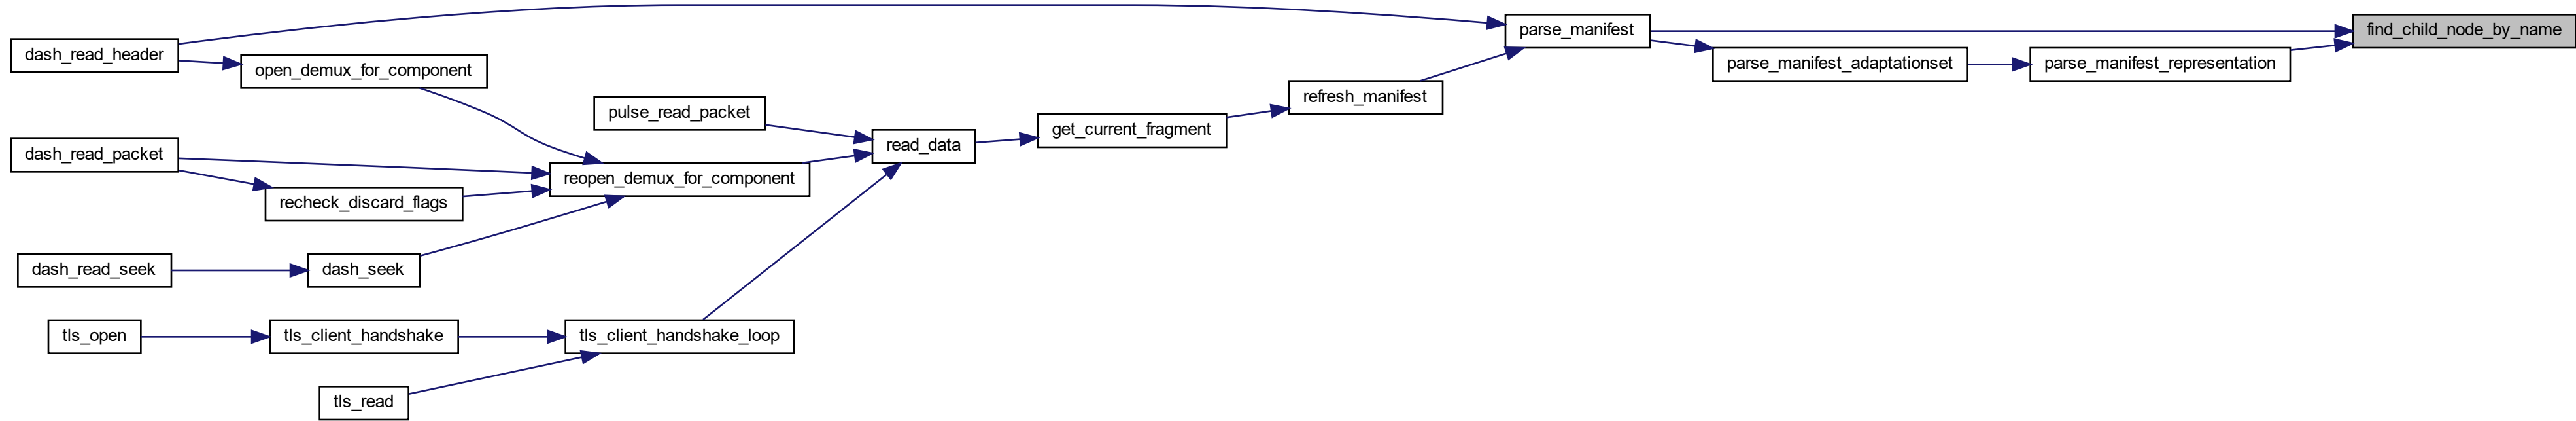 parse_manifest
find_child_node_by_name
dash_read_header
open_demux_for_component
parse_manifest_adaptationset
parse_manifest_representation
refresh_manifest
pulse_read_packet
get_current_fragment
read_data
dash_read_packet
reopen_demux_for_component
recheck_discard_flags
dash_read_seek
dash_seek
tls_open
tls_client_handshake
tls_client_handshake_loop
tls_read